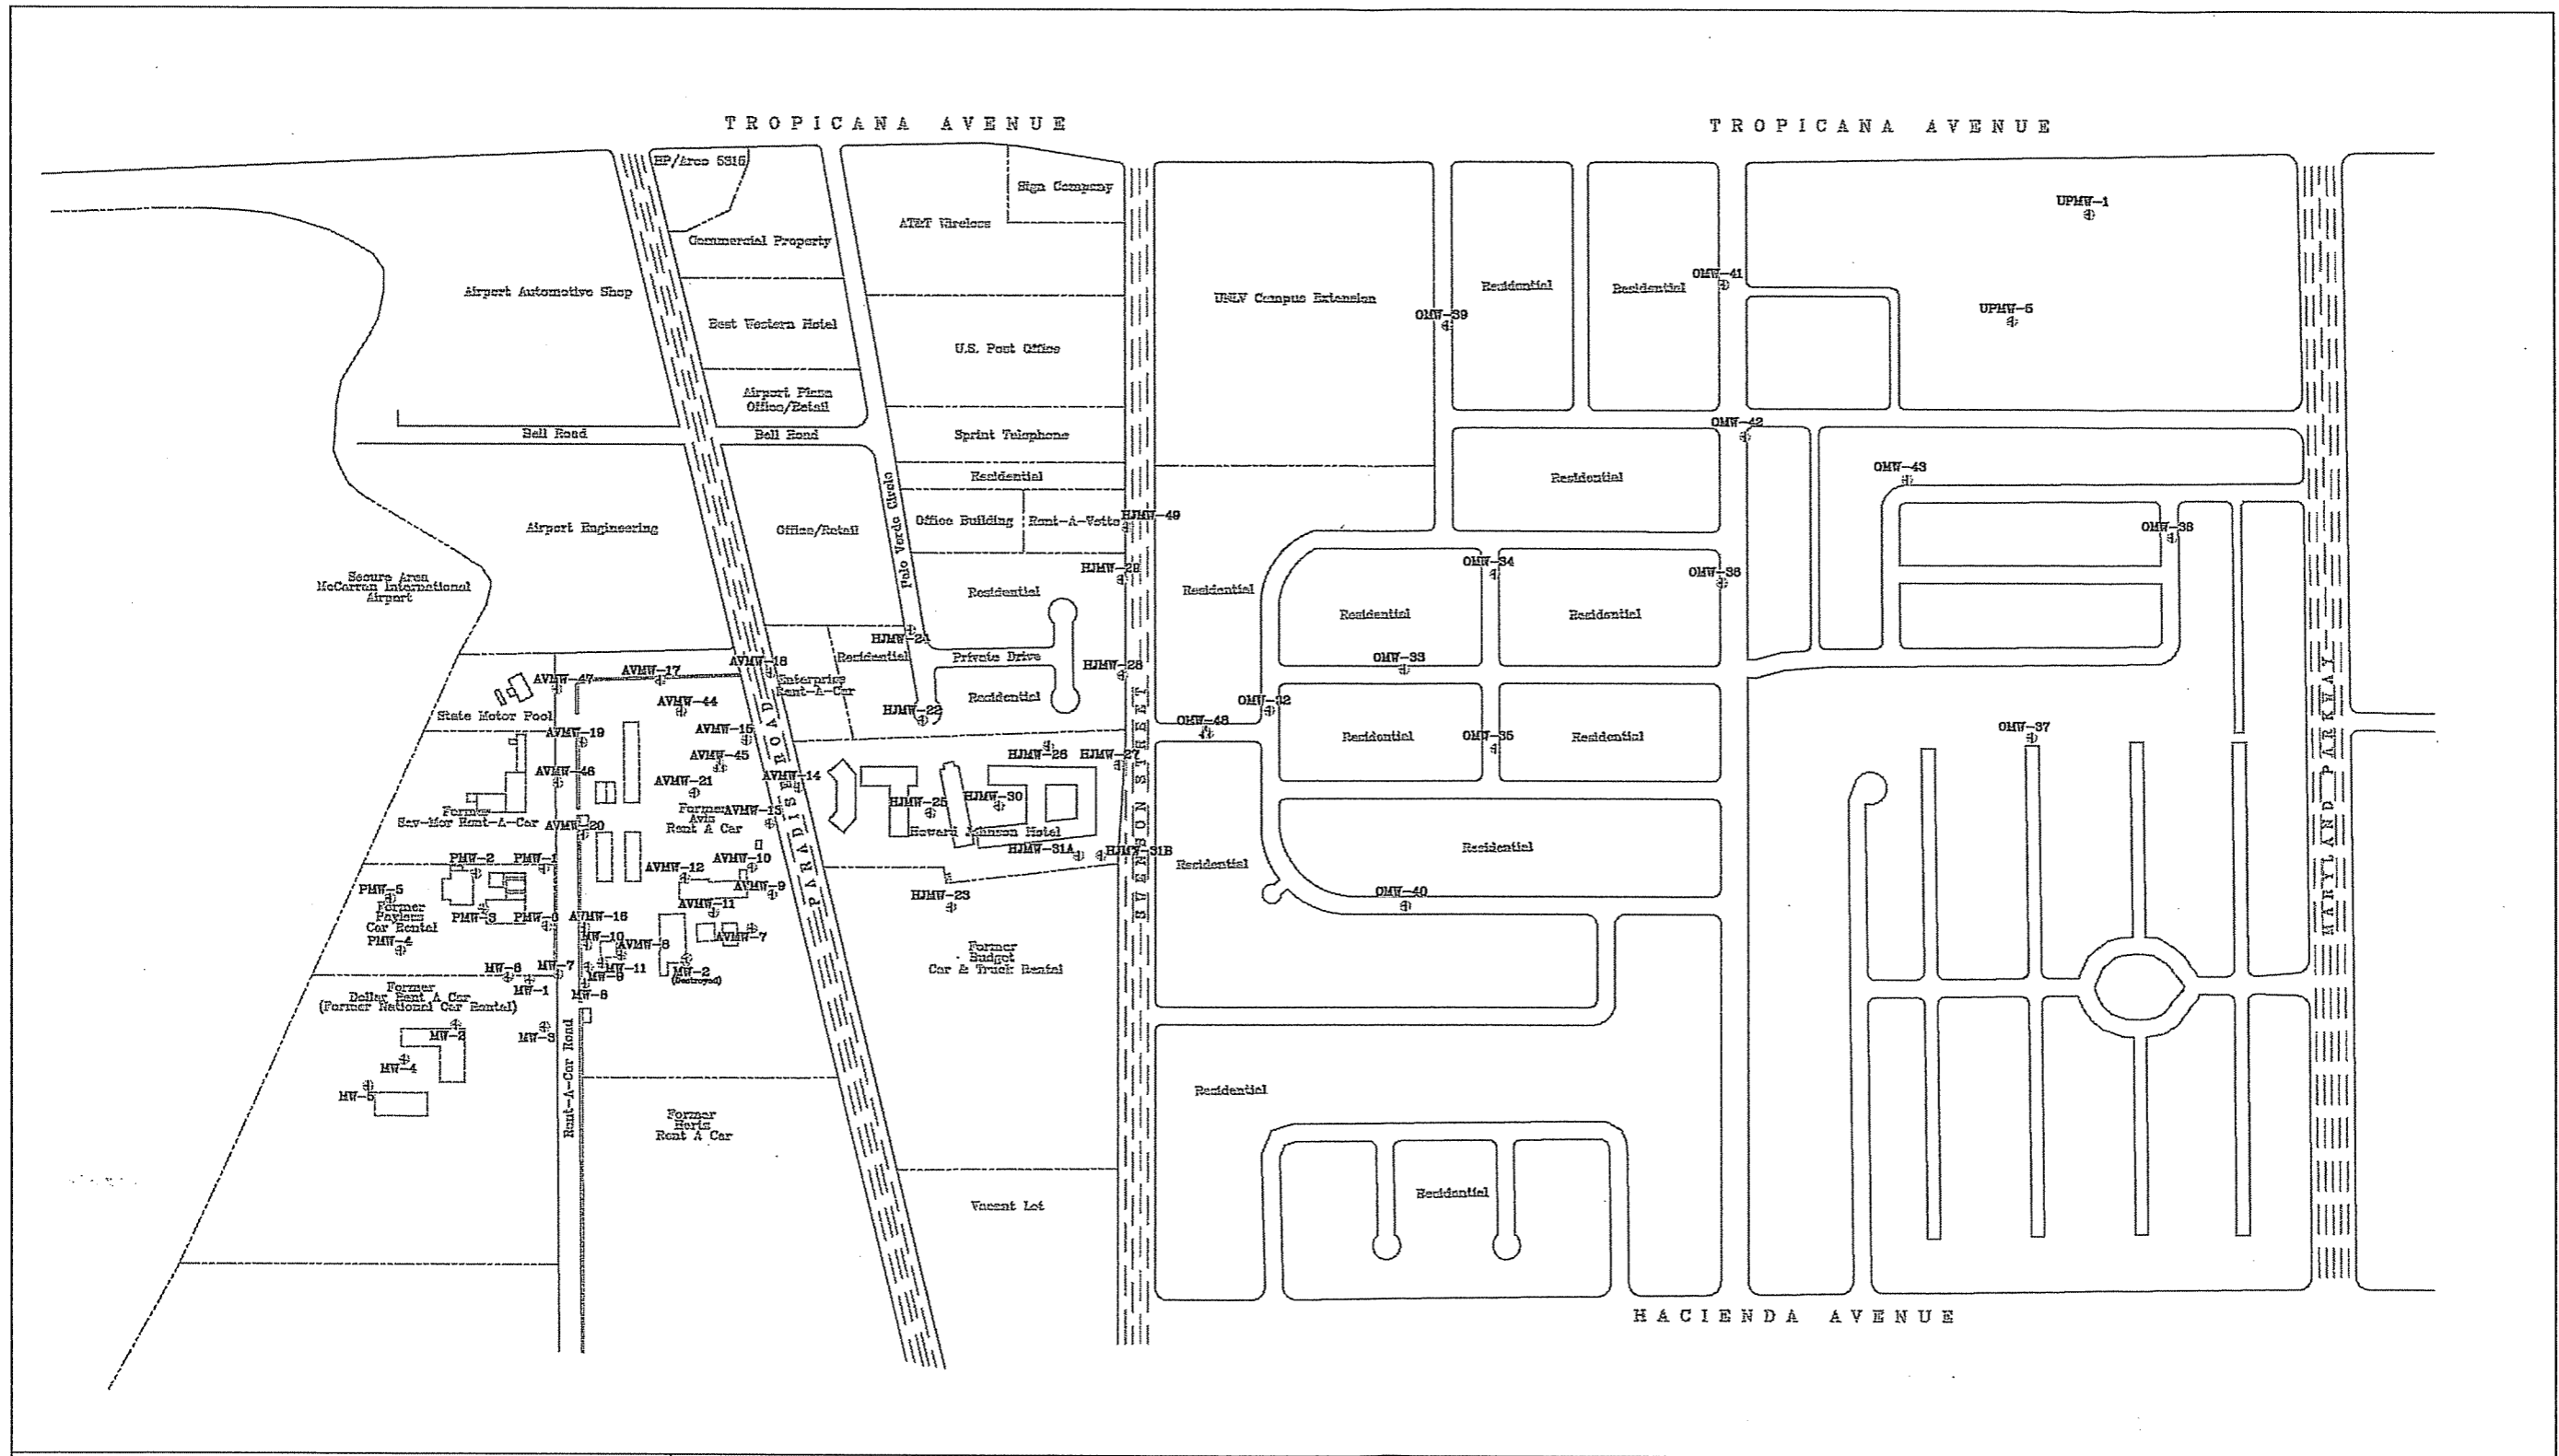 TROPICANA AVENUE
TROPICANA AVENUE
BP/Arco 5315
Sign Company
UPMW-1
AT&T Wireless
Commercial Property
OMW-41
Airport Automotive Shop
UNLV Campus Extension
Residential
Residential
OMW-39
UPMW-5
Best Western Hotel
U.S. Post Office
Airport Plaza
Office/Retail
Bell Road
Bell Road
Sprint Telephone
OMW-42
Residential
Residential
OMW-43
Palo Verde Circle
Airport Engineering
Office/Retail
Office Building
Rent-A-Vette
HJMW-49
OMW-38
Secure Area
McCarran International
Airport
HJMW-29
OMW-34
OMW-36
Residential
Residential
Residential
Residential
HJMW-24
Residential
Private Drive
HJMW-28
OMW-33
AVMW-47
AVMW-17
AVMW-18
Enterprise
Rent-A-Car
Residential
OMW-32
AVMW-44
State Motor Pool
HJMW-22
OMW-48
AVMW-19
AVMW-15
Residential
OMW-35
Residential
OMW-37
AVMW-45
HJMW-26
HJMW-27
AVMW-46
AVMW-21
AVMW-14
HJMW-25
HJMW-30
Former
Sav-Mor Rent-A-Car
Former
Avis
Rent A Car
AVMW-13
AVMW-20
Howard Johnson Hotel
HJMW-31A
HJMW-31B
Residential
Residential
PARADISE ROAD
SWENSON STREET
MARYLAND PARKWAY
PMW-2
PMW-1
AVMW-12
AVMW-10
AVMW-9
PMW-5
HJMW-23
OMW-40
Former
Payless
Car Rental
PMW-3
PMW-6
AVMW-16
AVMW-11
PMW-4
MW-10
AVMW-8
AVMW-7
MW-6
MW-7
MW-9
MW-11
MW-2
(Destroyed)
MW-1
MW-8
Former
Budget
Car & Truck Rental
Former
Dollar Rent A Car
(Former National Car Rental)
MW-2
MW-3
MW-4
MW-5
Rent-A-Car Road
Former
Hertz
Rent A Car
Residential
Vacant Lot
Residential
HACIENDA AVENUE